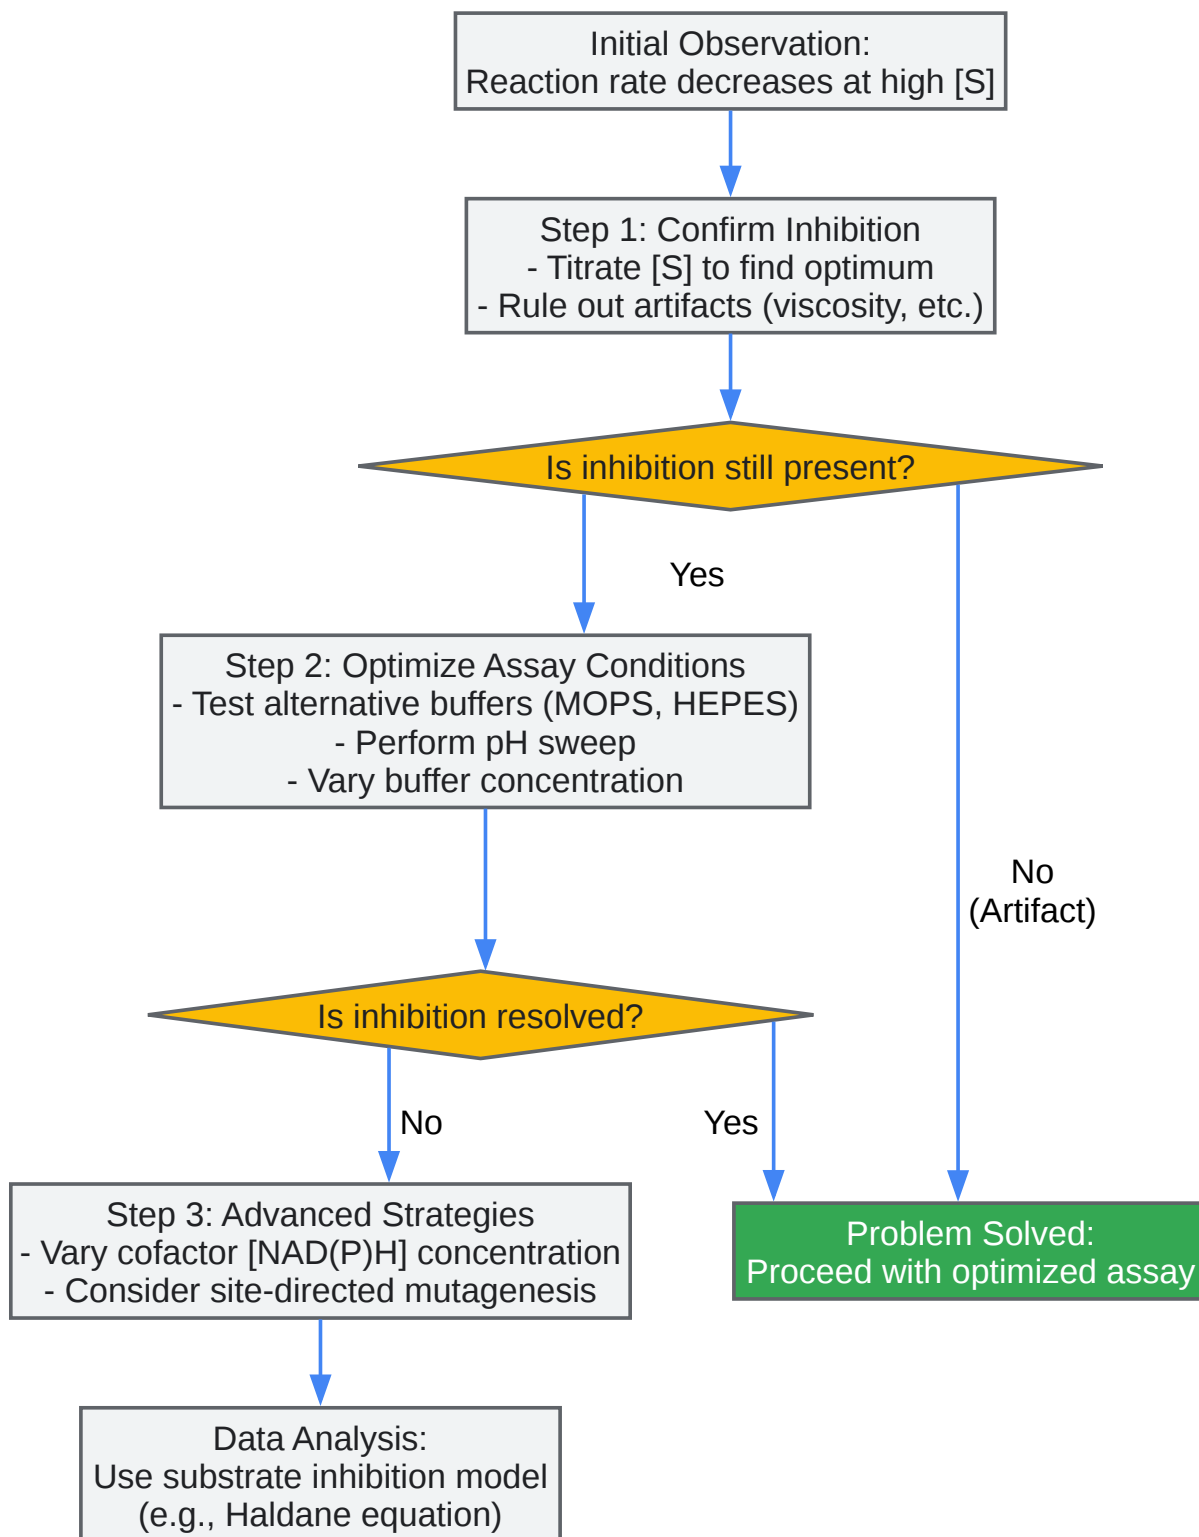 Initial Observation:
Reaction rate decreases at high [S]
Step 1: Confirm Inhibition
- Titrate [S] to find optimum
- Rule out artifacts (viscosity, etc.)
Is inhibition still present?
Yes
Step 2: Optimize Assay Conditions
- Test alternative buffers (MOPS, HEPES)
- Perform pH sweep
- Vary buffer concentration
No
(Artifact)
Is inhibition resolved?
No
Yes
Step 3: Advanced Strategies
- Vary cofactor [NAD(P)H] concentration
- Consider site-directed mutagenesis
Problem Solved:
Proceed with optimized assay
Data Analysis:
Use substrate inhibition model
(e.g., Haldane equation)